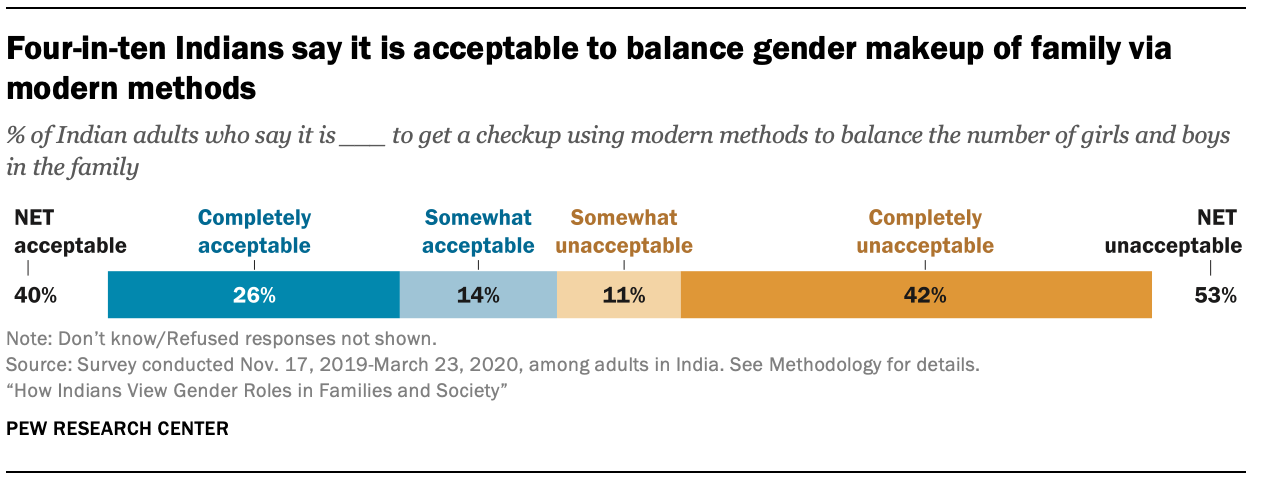 Four-in-ten Indians say it is acceptable to balance gender makeup of family via
modern methods
% of Indian adults who say it is ____ to get a checkup using modern methods to balance the number of girls and boys
in the family
NET
acceptable
Completely
acceptable
Somewhat
acceptable
Somewhat
unacceptable
Completely
unacceptable
NET
unacceptable
40%
26%
14%
11%
42%
53%
Note: Don’t know/Refused responses not shown.
Source: Survey conducted Nov. 17, 2019-March 23, 2020, among adults in India. See Methodology for details.
“How Indians View Gender Roles in Families and Society”
PEW RESEARCH CENTER